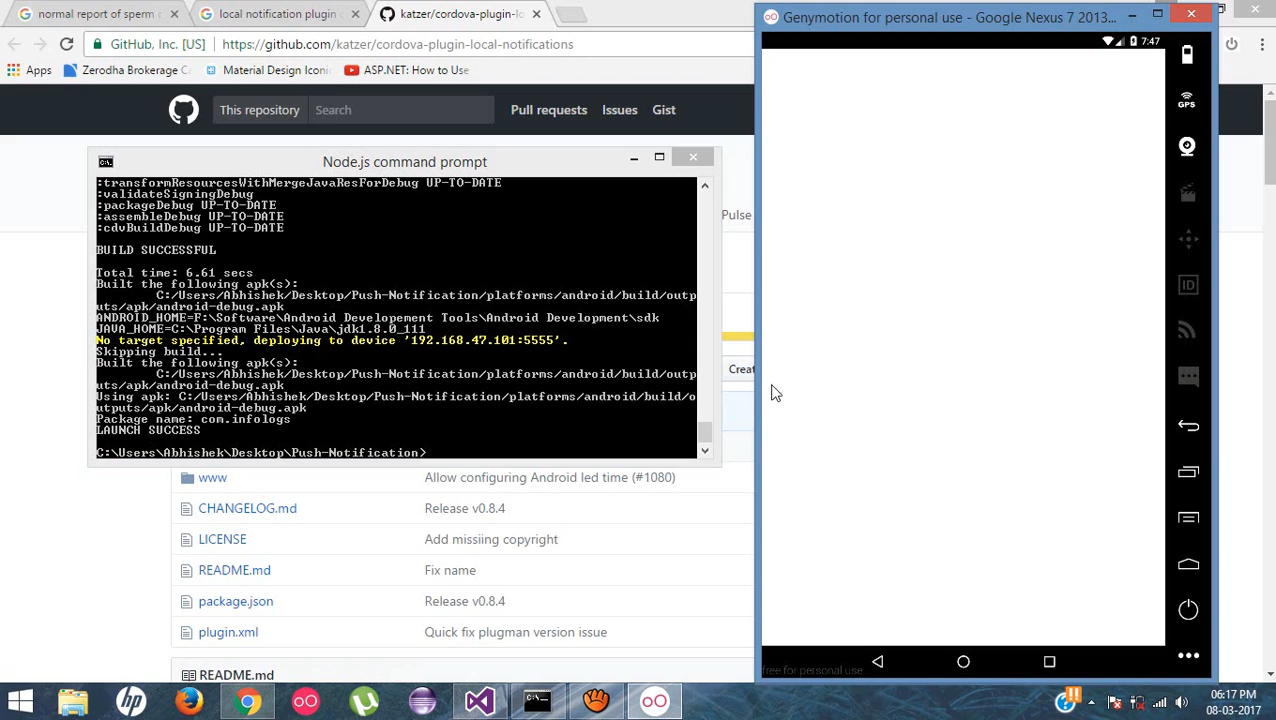 normal report of sperm c
local notification plugin c
katzer/cordova-plugin-lo
GitHub, Inc. [US]
https://github.com/katzer/cordova-plugin-local-notifications
Apps
Zerodha Brokerage Ca
Material Design Iconic
ASP.NET: How to Use
This repository
Search
Pull requests
Issues
Gist
Pulse
Node.js command prompt
:transformResourcesWithMergeJavaResForDebug UP-TO-DATE
:validateSigningDebug
:packageDebug UP-TO-DATE
:assembleDebug UP-TO-DATE
:cdvBuildDebug UP-TO-DATE
BUILD SUCCESSFUL
Total time: 6.61 secs
Built the following apk(s):
C:/Users/Abhishek/Desktop/Push-Notification/platforms/android/build/outp
uts/apk/android-debug.apk
ANDROID_HOME=F:\Software\Android Developement Tools\Android Development\sdk
JAVA_HOME=C:\Program Files\Java\jdk1.8.0_111
No target specified, deploying to device '192.168.47.101:5555'.
Skipping build...
Built the following apk(s):
C:/Users/Abhishek/Desktop/Push-Notification/platforms/android/build/outp
uts/apk/android-debug.apk
Using apk: C:/Users/Abhishek/Desktop/Push-Notification/platforms/android/build/o
utputs/apk/android-debug.apk
Package name: com.infologs
LAUNCH SUCCESS
C:\Users\Abhishek\Desktop\Push-Notification>
Creat
www
Allow configuring Android led time (#1080)
CHANGELOG.md
Release v0.8.4
LICENSE
Add missiing copyright
README.md
Fix name
package.json
Release v0.8.4
plugin.xml
Quick fix plugman version issue
README.m
Genymotion for personal use - Google Nexus 7 2013...
7:47
GPS
ID
free for personal use
06:17 PM
08-03-2017